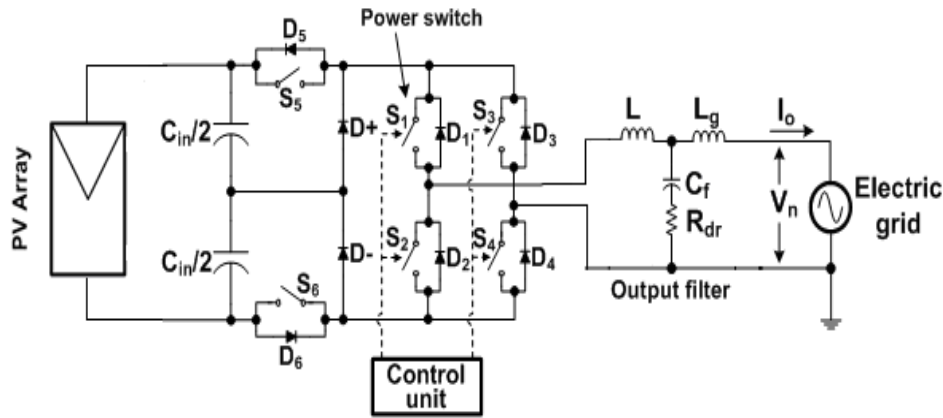 Power switch
D5
S5
PV Array
Cin/2
D+
S1
D1
S3
D3
L
Lg
Io
Cf
Rdr
Vn
Electric
grid
Cin/2
D-
S2
D2
S4
D4
Output filter
S6
D6
Control
unit